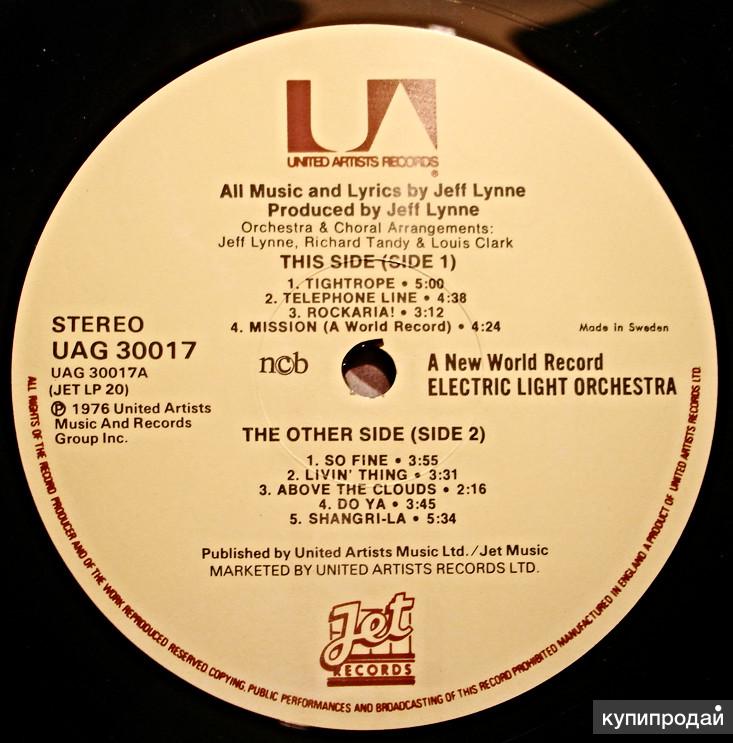 UA
UNITED ARTISTS RECORDS
®
All Music and Lyrics by Jeff Lynne
Produced by Jeff Lynne
Orchestra & Choral Arrangements:
Jeff Lynne, Richard Tandy & Louis Clark
THIS SIDE (SIDE 1)
1. TIGHTROPE • 5:00
2. TELEPHONE LINE • 4:38
3. ROCKARIA! • 3:12
4. MISSION (A World Record) • 4:24
STEREO
UAG 30017
UAG 30017A
(JET LP 20)
℗ 1976 United Artists
Music And Records
Group Inc.
ncb
Made in Sweden
A New World Record
ELECTRIC LIGHT ORCHESTRA
THE OTHER SIDE (SIDE 2)
1. SO FINE • 3:55
2. LIVIN' THING • 3:31
3. ABOVE THE CLOUDS • 2:16
4. DO YA • 3:45
5. SHANGRI-LA • 5:34
Published by United Artists Music Ltd./Jet Music
MARKETED BY UNITED ARTISTS RECORDS LTD.
Jet
RECORDS
ALL RIGHTS OF THE RECORD PRODUCER AND OF THE WORK REPRODUCED RESERVED COPYING, PUBLIC PERFORMANCES AND BROADCASTING OF THIS RECORD PROHIBITED MANUFACTURED IN ENGLAND A PRODUCT OF UNITED ARTISTS RECORDS LTD.
купипродай